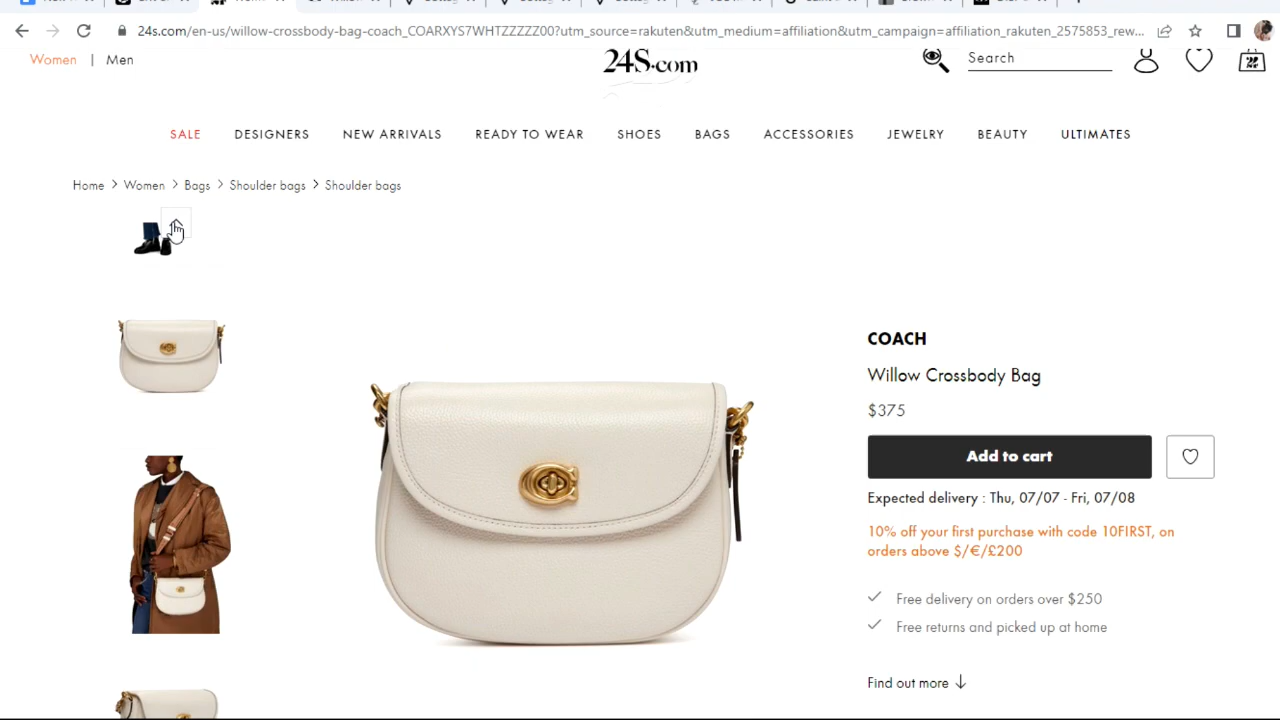 24s.com/en-us/willow-crossbody-bag-coach_COARXYS7WHTZZZZZ00?utm_source=rakuten&utm_medium=affiliation&utm_campaign=affiliation_rakuten_2575853_rew...
Women | Men
24S.com
Search
SALE DESIGNERS NEW ARRIVALS READY TO WEAR SHOES BAGS ACCESSORIES JEWELRY BEAUTY ULTIMATES
Home > Women > Bags > Shoulder bags > Shoulder bags
COACH
Willow Crossbody Bag
$375
Add to cart
Expected delivery : Thu, 07/07 - Fri, 07/08
10% off your first purchase with code 10FIRST, on
orders above $/€/£200
Free delivery on orders over $250
Free returns and picked up at home
Find out more ↓